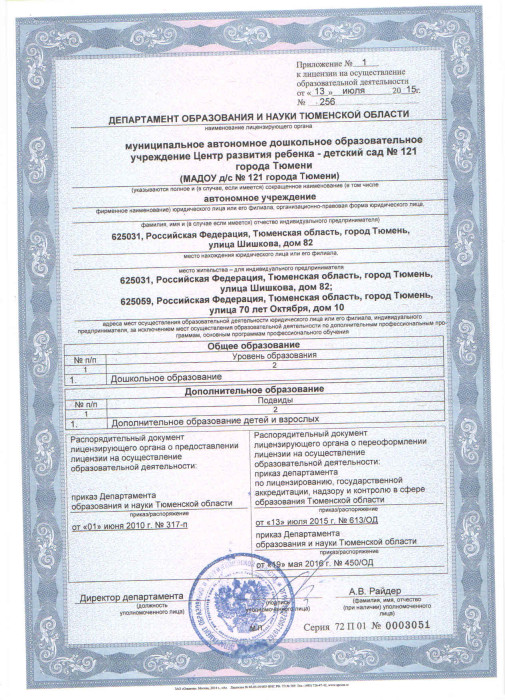 Приложение № 1
к лицензии на осуществление
образовательной деятельности
от «13» июля 2015г.
№ 256
ДЕПАРТАМЕНТ ОБРАЗОВАНИЯ И НАУКИ ТЮМЕНСКОЙ ОБЛАСТИ
наименование лицензирующего органа
муниципальное автономное дошкольное образовательное
учреждение Центр развития ребенка - детский сад № 121
города Тюмени
(МАДОУ д/с № 121 города Тюмени)
(указываются полное и (в случае, если имеется) сокращенное наименование (в том числе
автономное учреждение
фирменное наименование) юридического лица или его филиала, организационно-правовая форма юридического лица,
фамилия, имя и (в случае если имеется) отчество индивидуального предпринимателя)
625031, Российская Федерация, Тюменская область, город Тюмень,
улица Шишкова, дом 82
место нахождения юридического лица или его филиала,
место жительства – для индивидуального предпринимателя
625031, Российская Федерация, Тюменская область, город Тюмень,
улица Шишкова, дом 82;
625059, Российская Федерация, Тюменская область, город Тюмень,
улица 70 лет Октября, дом 10
адреса мест осуществления образовательной деятельности юридического лица или его филиала, индивидуального
предпринимателя, за исключением мест осуществления образовательной деятельности по дополнительным профессиональным про-
граммам, основным программам профессионального обучения
Общее образование
№ п/п Уровень образования
1 2
1. Дошкольное образование
Дополнительное образование
№ п/п Подвиды
1 2
1. Дополнительное образование детей и взрослых
Распорядительный документ
лицензирующего органа о предоставлении
лицензии на осуществление
образовательной деятельности:
приказ Департамента
образования и науки Тюменской области
приказ/распоряжение
от «01» июня 2010 г. № 317-п
Распорядительный документ
лицензирующего органа о переоформлении
лицензии на осуществление
образовательной деятельности:
приказ департамента
по лицензированию, государственной
аккредитации, надзору и контролю в сфере
образования Тюменской области
приказ/распоряжение
от «13» июля 2015 г. № 613/ОД
приказ Департамента
образования и науки Тюменской области
приказ/распоряжение
от «19» мая 2016 г. № 450/ОД
Директор департамента
(должность
уполномоченного лица)
(подпись
уполномоченного лица)
А.В. Райдер
(фамилия, имя, отчество
(при наличии) уполномоченного лица)
М.П.
Серия 72 П 01 № 0003051